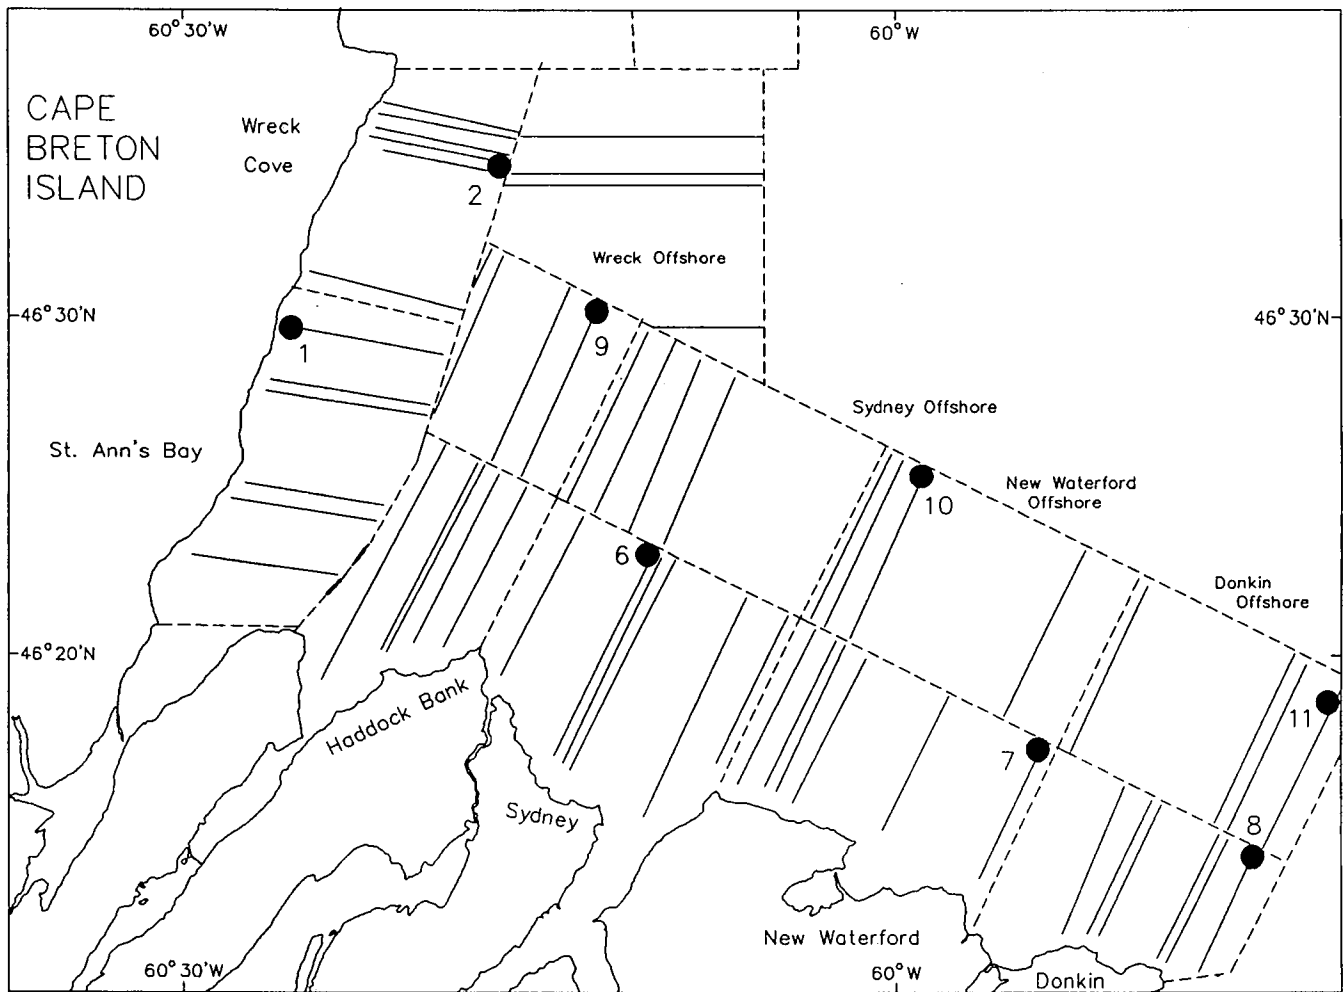 60°30'W
60°W
CAPE
BRETON
ISLAND
Wreck
Cove
2
Wreck Offshore
46°30'N
46°30'N
1
9
St. Ann's Bay
Sydney Offshore
10
New Waterford
Offshore
6
Donkin
Offshore
46°20'N
11
7
Haddock Bank
Sydney
8
New Waterford
60°30'W
60°W
Donkin